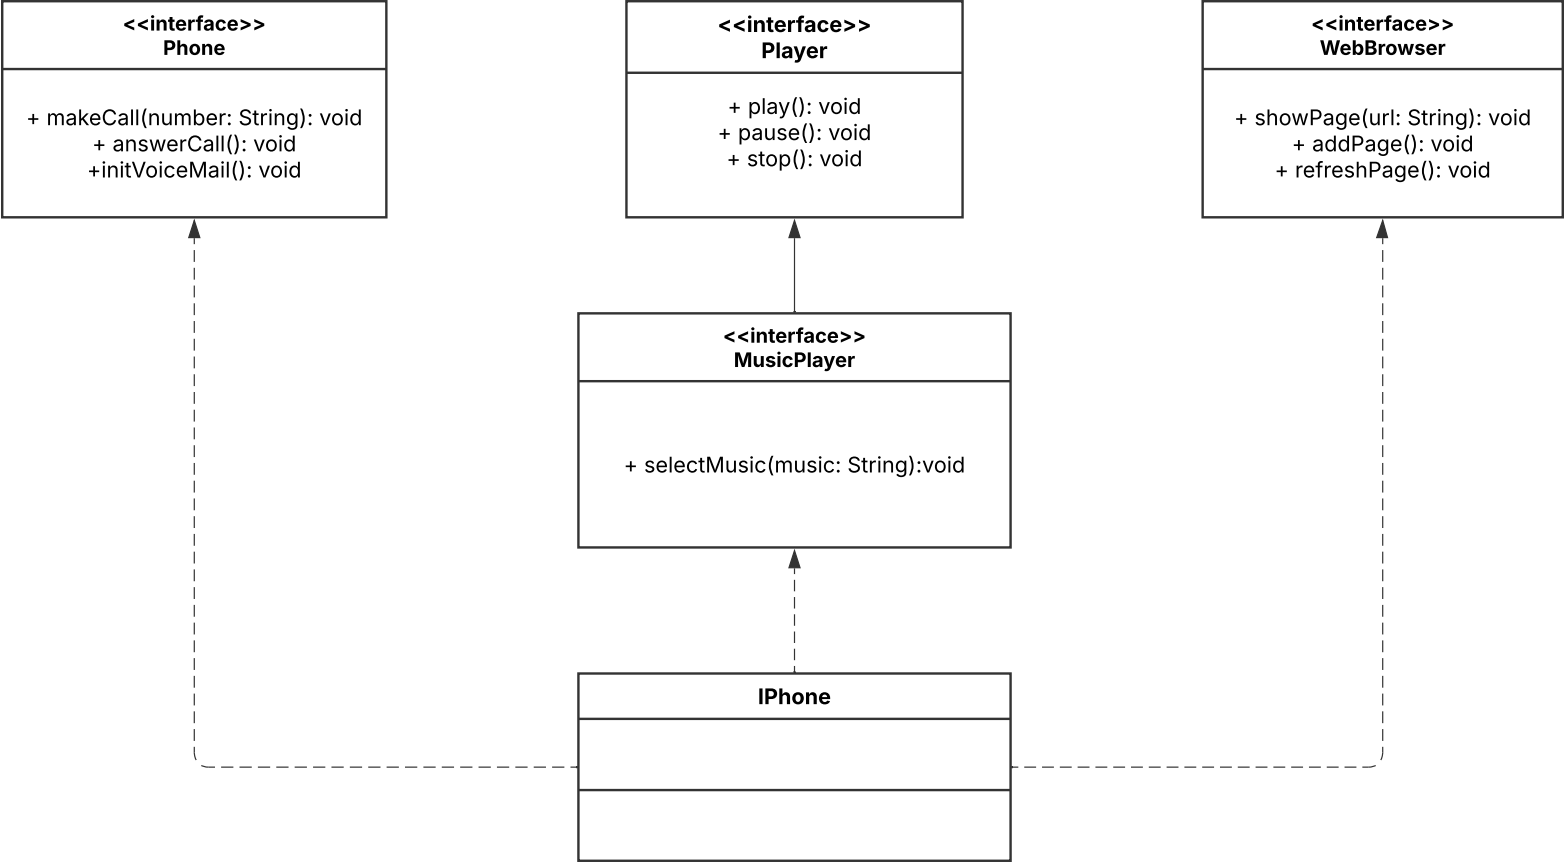 <<interface>>
Phone
+ makeCall(number: String): void
+ answerCall(): void
+initVoiceMail(): void
<<interface>>
Player
+ play(): void
+ pause(): void
+ stop(): void
<<interface>>
WebBrowser
+ showPage(url: String): void
+ addPage(): void
+ refreshPage(): void
<<interface>>
MusicPlayer
+ selectMusic(music: String):void
IPhone